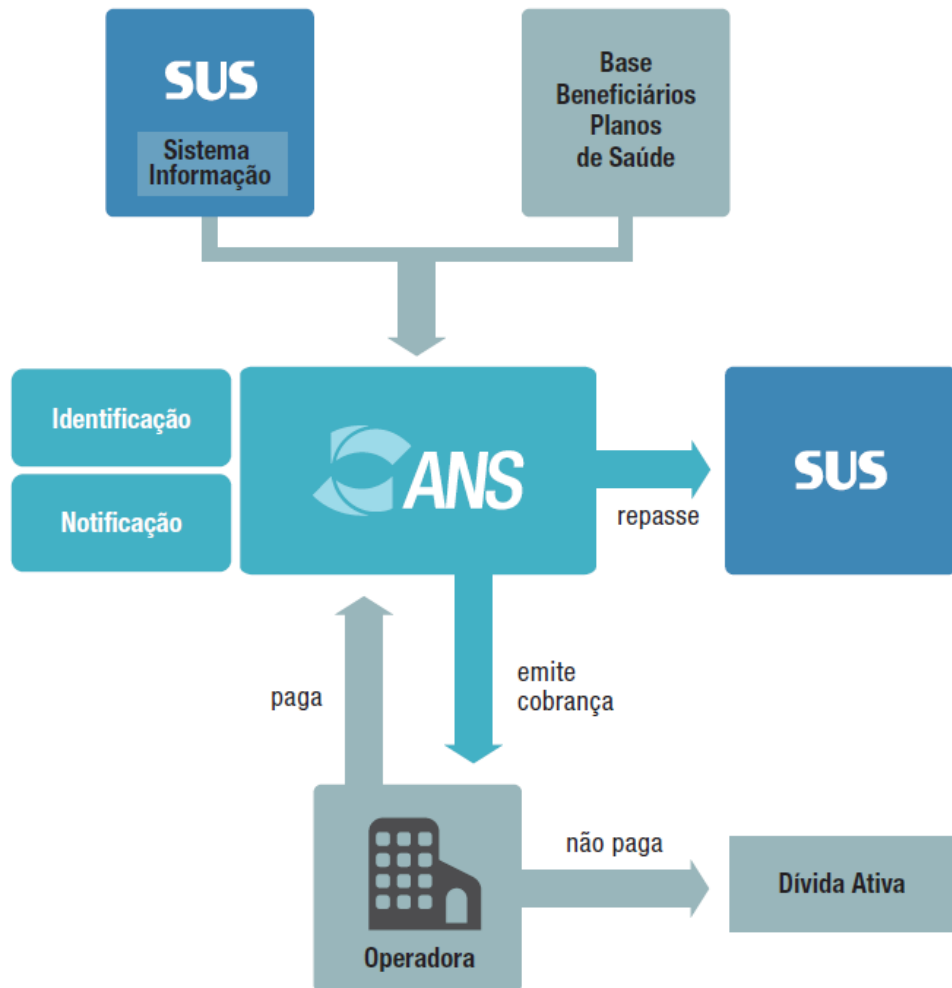 SUS
Sistema
Informação
Base
Beneficiários
Planos
de Saúde
Identificação
Notificação
ANS
repasse
SUS
paga
emite
cobrança
Operadora
não paga
Dívida Ativa